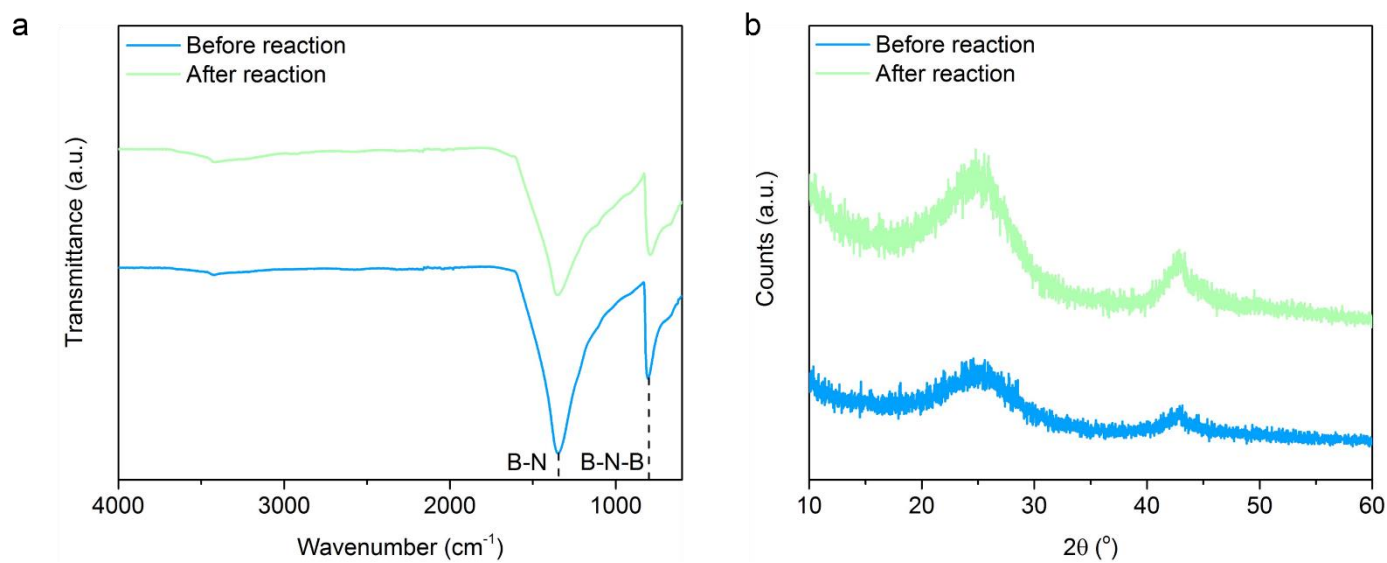 a
Before reaction
After reaction
Transmittance (a.u.)
B-N
B-N-B
4000
3000
2000
1000
Wavenumber (cm⁻¹)
b
Before reaction
After reaction
Counts (a.u.)
10
20
30
40
50
60
2θ (°)